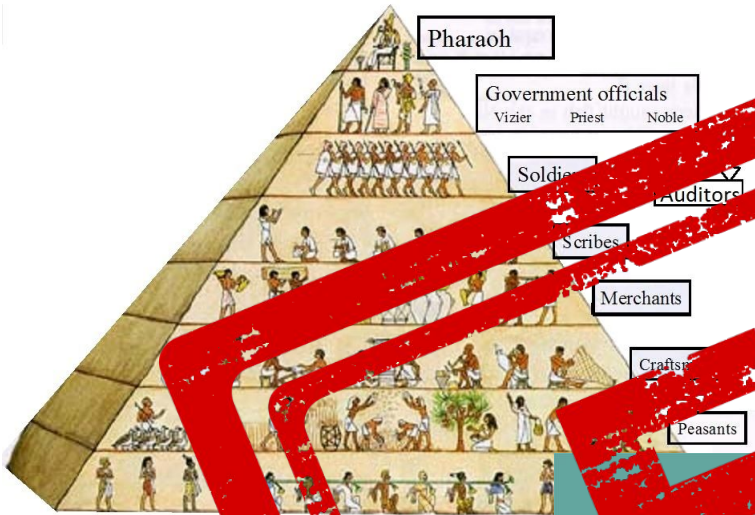 Pharaoh
Government officials
Vizier Priest Noble
Auditors
Scribes
Merchants
Peasants